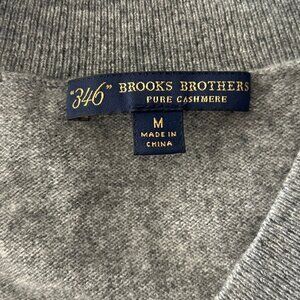 "346" BROOKS BROTHERS
PURE CASHMERE
M
MADE IN
CHINA